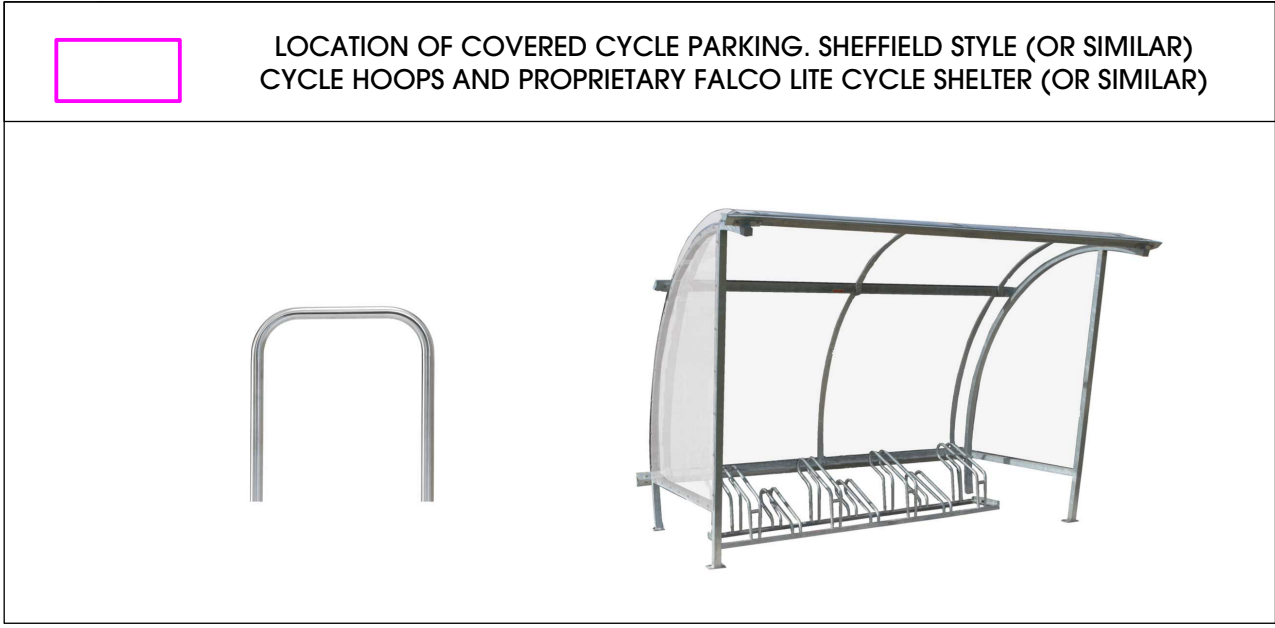 LOCATION OF COVERED CYCLE PARKING. SHEFFIELD STYLE (OR SIMILAR)
CYCLE HOOPS AND PROPRIETARY FALCO LITE CYCLE SHELTER (OR SIMILAR)